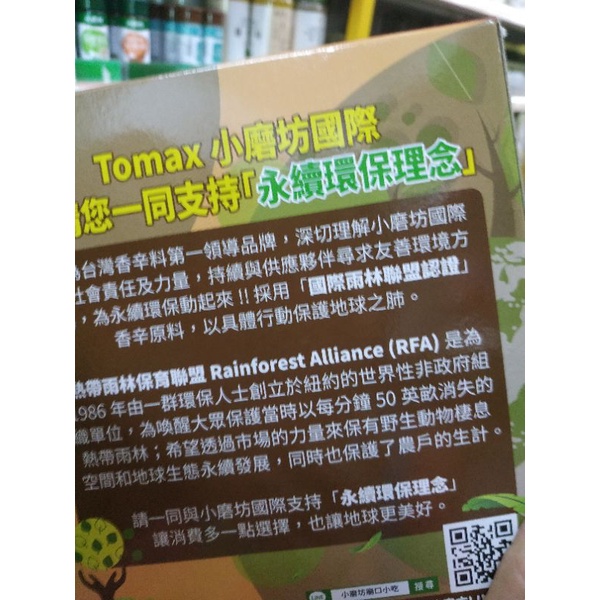 Tomax 小磨坊國際
您一同支持「永續環保理念」
台灣香辛料第一領導品牌，深切理解小磨坊國際
社會責任及力量，持續與供應夥伴尋求友善環境方
，為永續環保動起來!!採用「國際雨林聯盟認證」
香辛原料，以具體行動保護地球之肺。
熱帶雨林保育聯盟 Rainforest Alliance (RFA) 是為
1986 年由一群環保人士創立於紐約的世界性非政府組
織單位，為喚醒大眾保護當時以每分鐘 50 英畝消失的
熱帶雨林；希望透過市場的力量來保有野生動物棲息
空間和地球生態永續發展，同時也保護了農戶的生計。
請一同與小磨坊國際支持「永續環保理念」
讓消費多一點選擇，也讓地球更美好。
LINE 小磨坊廟口小吃 搜尋